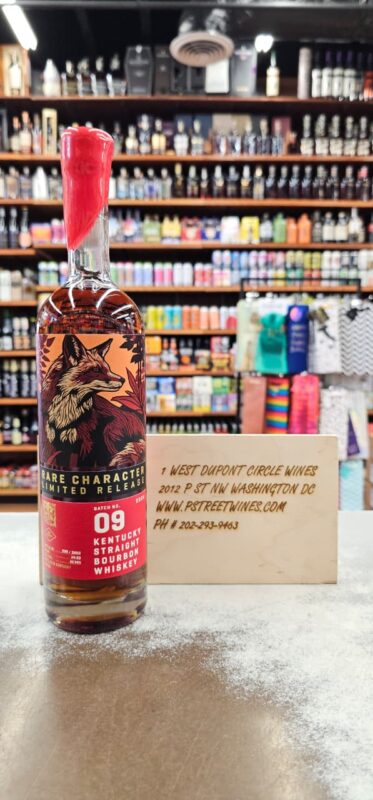 RARE CHARACTER
LIMITED RELEASE
BATCH NO.
09
KENTUCKY
STRAIGHT
BOURBON
WHISKEY
1 WEST DUPONT CIRCLE WINES
2012 P ST NW WASHINGTON DC
WWW.PSTREETWINES.COM
PH # 202-293-9463